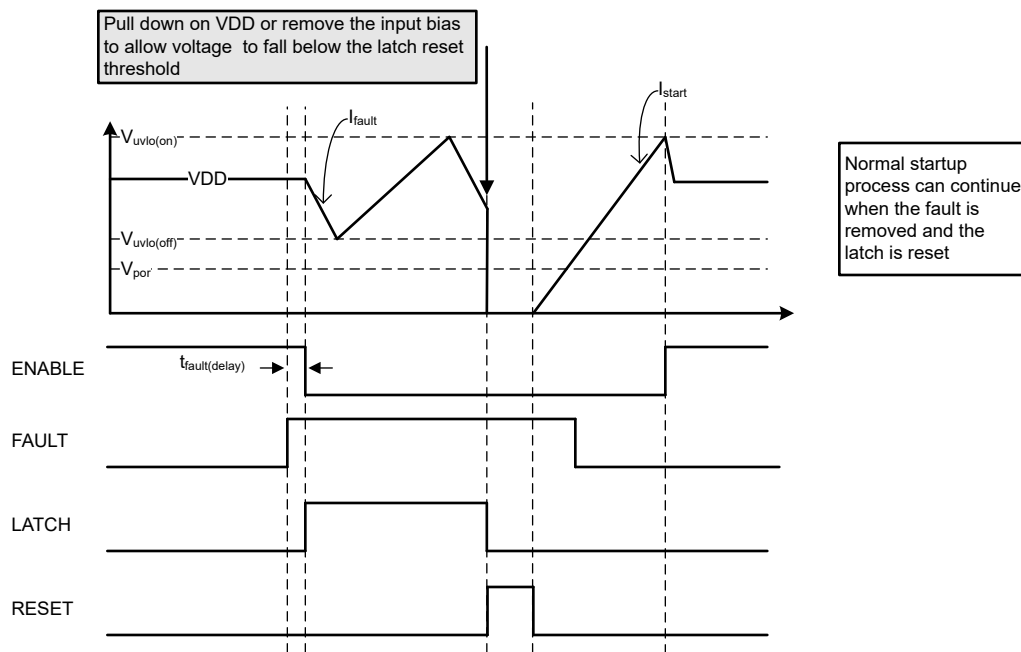 Pull down on VDD or remove the input bias
to allow voltage to fall below the latch reset
threshold
Istart
Ifault
Vuvlo(on)
VDD
Vuvlo(off)
Vpor
Normal startup
process can continue
when the fault is
removed and the
latch is reset
ENABLE
tfault(delay)
FAULT
LATCH
RESET